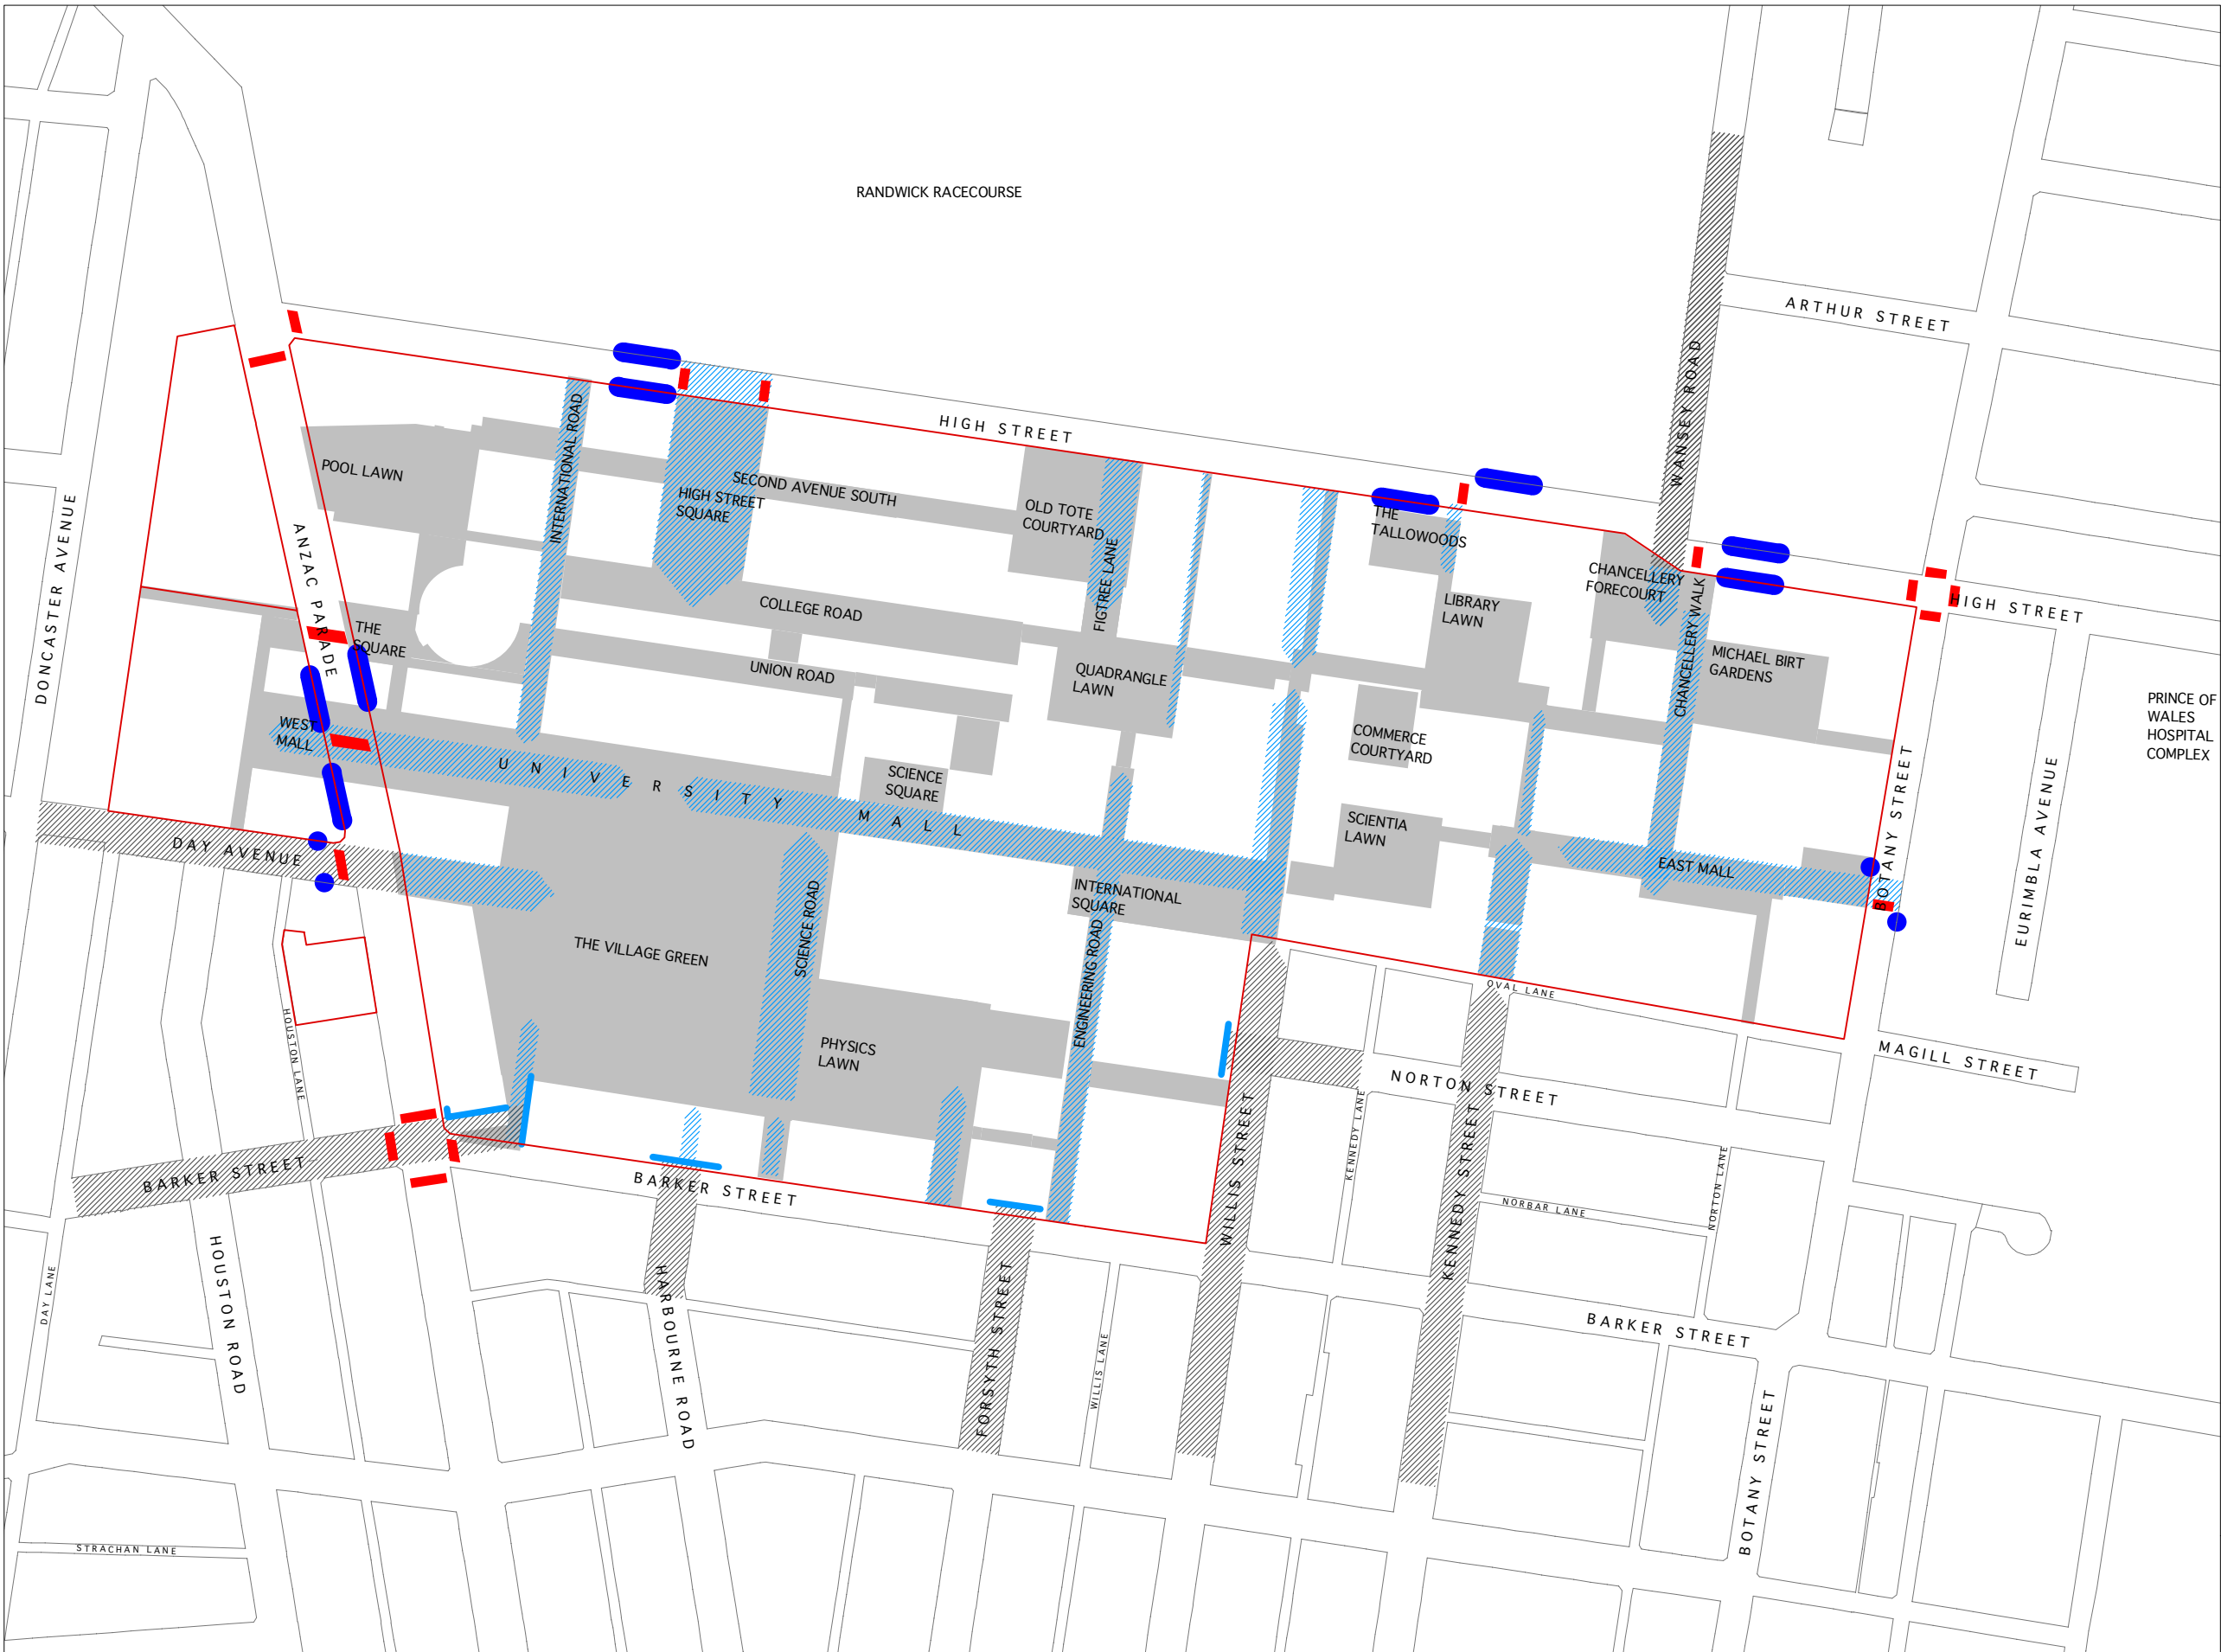 RANDWICK RACECOURSE
ARTHUR STREET
WANSEY ROAD
HIGH STREET
INTERNATIONAL ROAD
POOL LAWN
SECOND AVENUE SOUTH
HIGH STREET
SQUARE
OLD TOTE
COURTYARD
THE
TALLOWOODS
ANZAC PARADE
DONCASTER AVENUE
FIGTREE LANE
CHANCELLERY
FORECOURT
CHANCELLERY WALK
HIGH STREET
COLLEGE ROAD
LIBRARY
LAWN
THE
SQUARE
UNION ROAD
QUADRANGLE
LAWN
MICHAEL BIRT
GARDENS
PRINCE OF
WALES
HOSPITAL
COMPLEX
WEST
MALL
COMMERCE
COURTYARD
UNIVERSITY MALL
SCIENCE
SQUARE
SCIENTIA
LAWN
BOTANY STREET
EURIMBLA AVENUE
DAY AVENUE
EAST MALL
INTERNATIONAL
SQUARE
SCIENCE ROAD
ENGINEERING ROAD
THE VILLAGE GREEN
OVAL LANE
HOUSTON LANE
PHYSICS
LAWN
MAGILL STREET
NORTON STREET
KENNEDY LANE
WILLIS STREET
KENNEDY STREET
NORTON LANE
NORBAR LANE
BARKER STREET
BARKER STREET
HOUSTON ROAD
DAY LANE
HARBOURNE ROAD
FORSYTH STREET
WILLIS LANE
BARKER STREET
BOTANY STREET
STRACHAN LANE